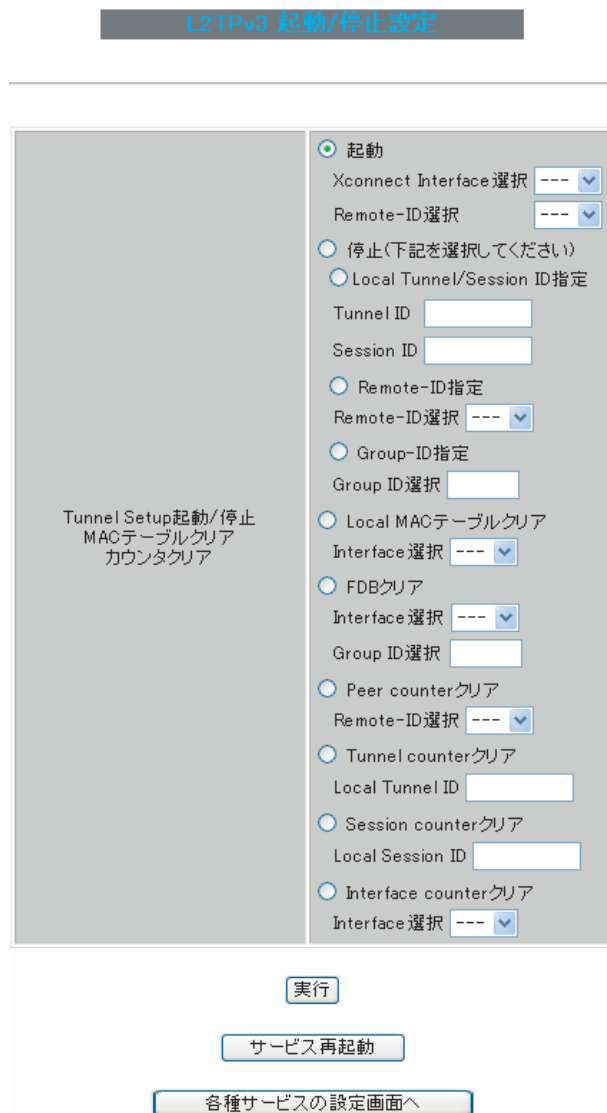 L2TPv3 起動/停止設定
Tunnel Setup起動/停止
MACテーブルクリア
カウンタクリア
起動
Xconnect Interface選択 ---
Remote-ID選択 ---
停止(下記を選択してください)
Local Tunnel/Session ID指定
Tunnel ID
Session ID
Remote-ID指定
Remote-ID選択 ---
Group-ID指定
Group ID選択
Local MACテーブルクリア
Interface選択 ---
FDBクリア
Interface選択 ---
Group ID選択
Peer counterクリア
Remote-ID選択 ---
Tunnel counterクリア
Local Tunnel ID
Session counterクリア
Local Session ID
Interface counterクリア
Interface選択 ---
実行
サービス再起動
各種サービスの設定画面へ